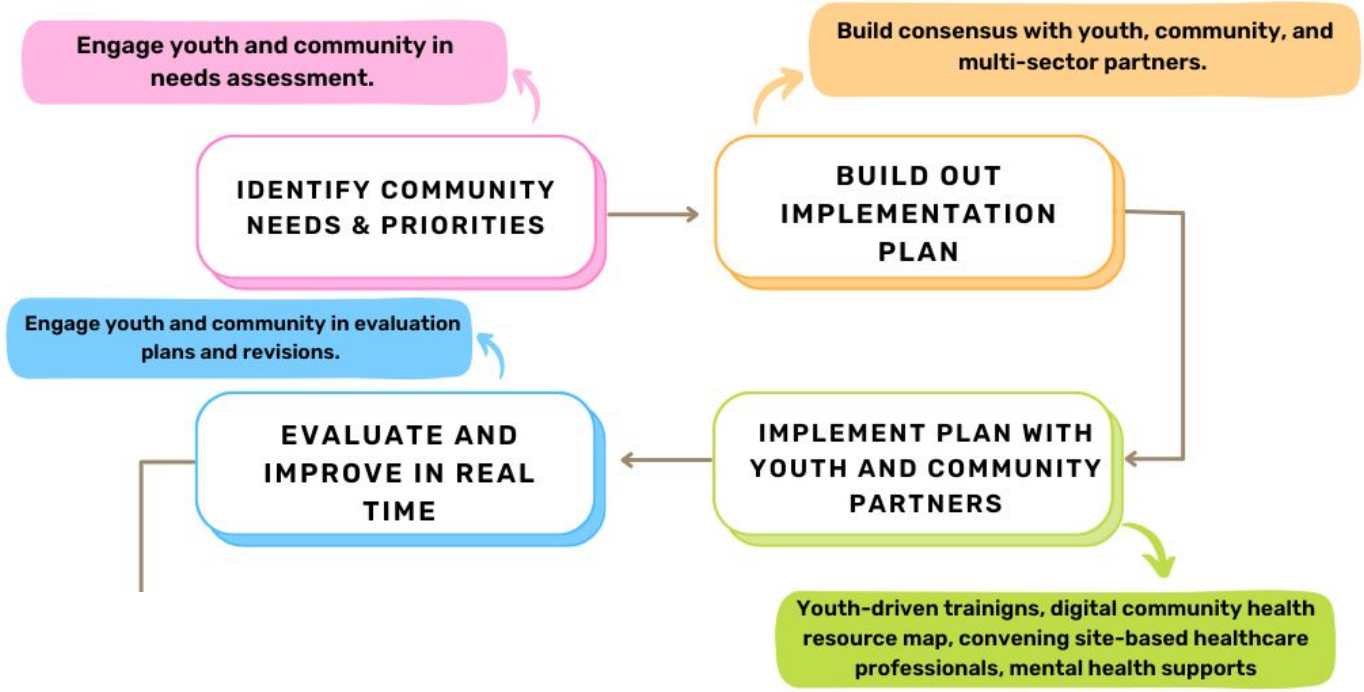 Engage youth and community in
needs assessment.
Build consensus with youth, community, and
multi-sector partners.
IDENTIFY COMMUNITY
NEEDS & PRIORITIES
BUILD OUT
IMPLEMENTATION
PLAN
Engage youth and community in evaluation
plans and revisions.
EVALUATE AND
IMPROVE IN REAL
TIME
IMPLEMENT PLAN WITH
YOUTH AND COMMUNITY
PARTNERS
Youth-driven trainigns, digital community health
resource map, convening site-based healthcare
professionals, mental health supports